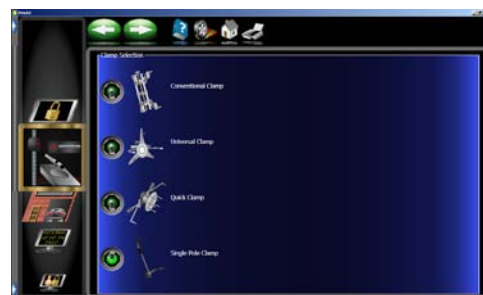 Clamp Selection
Conventional Clamp
Universal Clamp
Quick Clamp
Single Pole Clamp